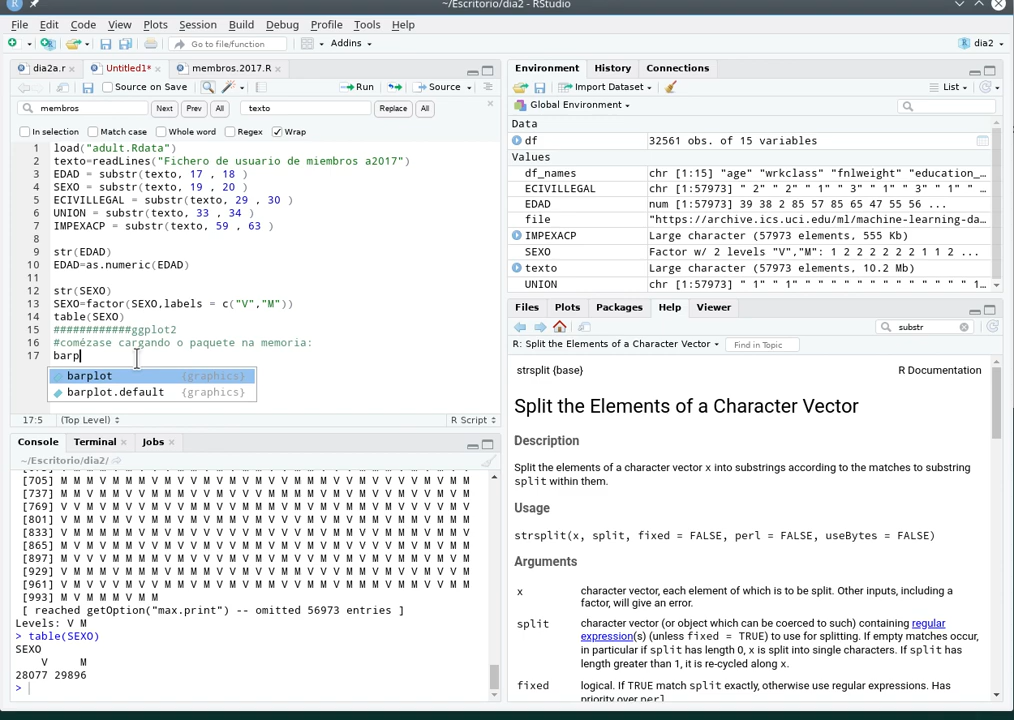 ~/Escritorio/dia2 - RStudio
File Edit Code View Plots Session Build Debug Profile Tools Help
Go to file/function Addins dia2
dia2a.r Untitled1* membros.2017.R
Source on Save Run Source
membros Next Prev All texto Replace All
In selection Match case Whole word Regex Wrap
1 load("adult.Rdata")
2 texto=readLines("Fichero de usuario de miembros a2017")
3 EDAD = substr(texto, 17 , 18 )
4 SEXO = substr(texto, 19 , 20 )
5 ECIVILLEGAL = substr(texto, 29 , 30 )
6 UNION = substr(texto, 33 , 34 )
7 IMPEXACP = substr(texto, 59 , 63 )
8
9 str(EDAD)
10 EDAD=as.numeric(EDAD)
11
12 str(SEXO)
13 SEXO=factor(SEXO,labels = c("V","M"))
14 table(SEXO)
15 ############ggplot2
16 #comézase cargando o paquete na memoria:
17 barp
barplot {graphics}
barplot.default {graphics}
17:5 (Top Level) R Script
Console Terminal Jobs
~/Escritorio/dia2/
[737] M M V M V M M V M V M M V V M M V M V M V M M V M M M V M V M V
[993] M V M M M V M M
[ reached getOption("max.print") -- omitted 56973 entries ]
Levels: V M
> table(SEXO)
SEXO
V M
28077 29896
>
Environment History Connections
Import Dataset List
Global Environment
Data
df 32561 obs. of 15 variables
Values
df_names chr [1:15] "age" "wrkclass" "fnlweight" "education_…
ECIVILLEGAL chr [1:57973] " 2" " 2" " 1" " 3" " 1" " 3" " 1" " …
EDAD num [1:57973] 39 38 2 85 57 85 65 47 55 56 ...
file "https://archive.ics.uci.edu/ml/machine-learning-da…
IMPEXACP Large character (57973 elements, 555 Kb)
SEXO Factor w/ 2 levels "V","M": 1 2 2 2 2 2 2 1 1 2 ...
texto Large character (57973 elements, 10.2 Mb)
UNION
Files Plots Packages Help Viewer
substr
R: Split the Elements of a Character Vector Find in Topic
strsplit {base} R Documentation
Split the Elements of a Character Vector
Description
Split the elements of a character vector x into substrings according to the matches to substring
split within them.
Usage
strsplit(x, split, fixed = FALSE, perl = FALSE, useBytes = FALSE)
Arguments
x character vector, each element of which is to be split. Other inputs, including a
factor, will give an error.
split character vector (or object which can be coerced to such) containing regular
expression(s) (unless fixed = TRUE) to use for splitting. If empty matches occur,
in particular if split has length 0, x is split into single characters. If split has
length greater than 1, it is re-cycled along x.
fixed logical. If TRUE match split exactly, otherwise use regular expressions. Has
priority over perl.